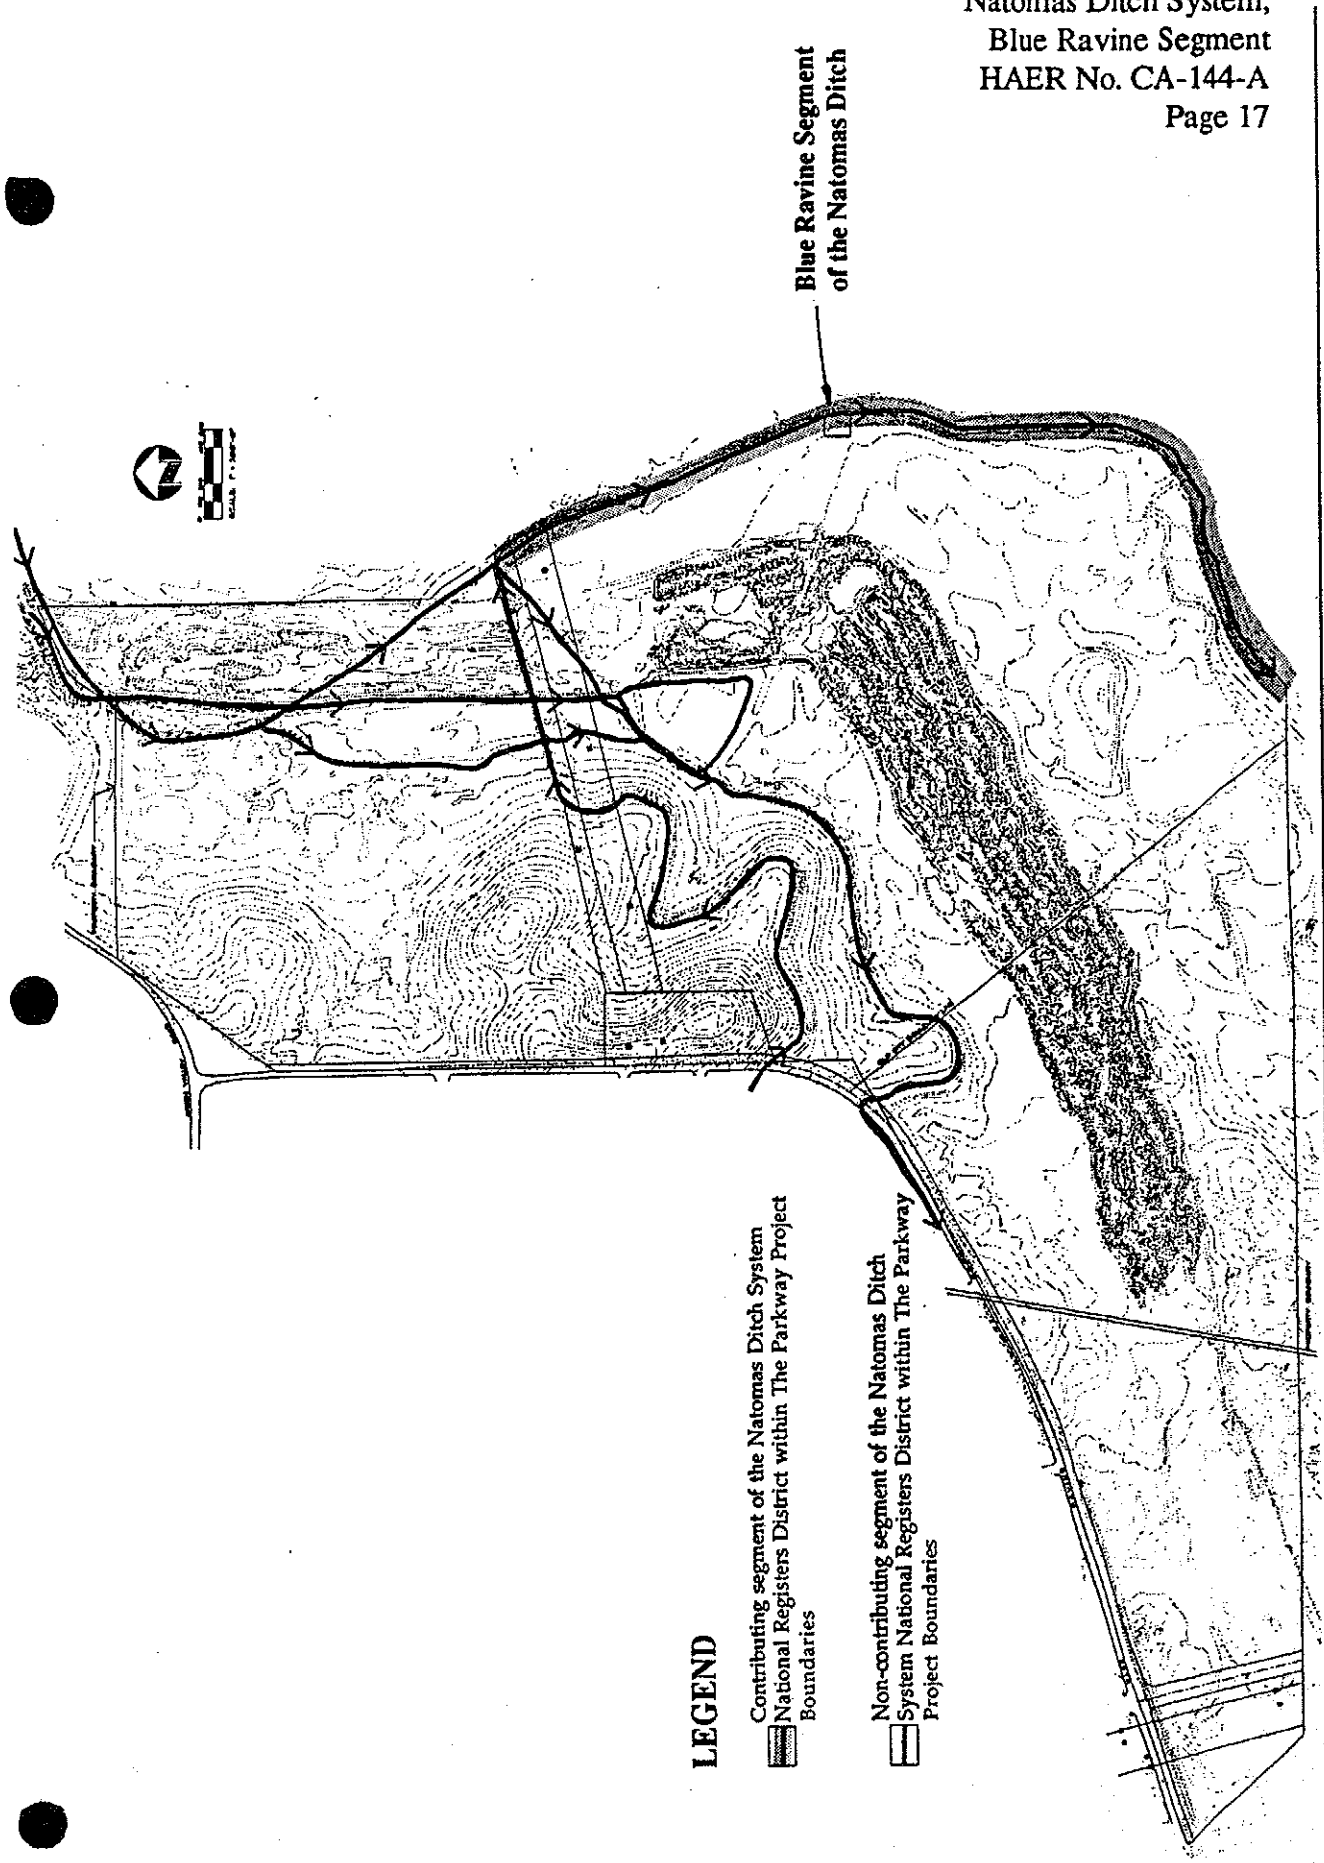 Natomas Ditch System,
Blue Ravine Segment
HAER No. CA-144-A
Page 17
Blue Ravine Segment
of the Natomas Ditch
LEGEND
Contributing segment of the Natomas Ditch System
National Registers District within The Parkway Project
Boundaries
Non-contributing segment of the Natomas Ditch
System National Registers District within The Parkway
Project Boundaries